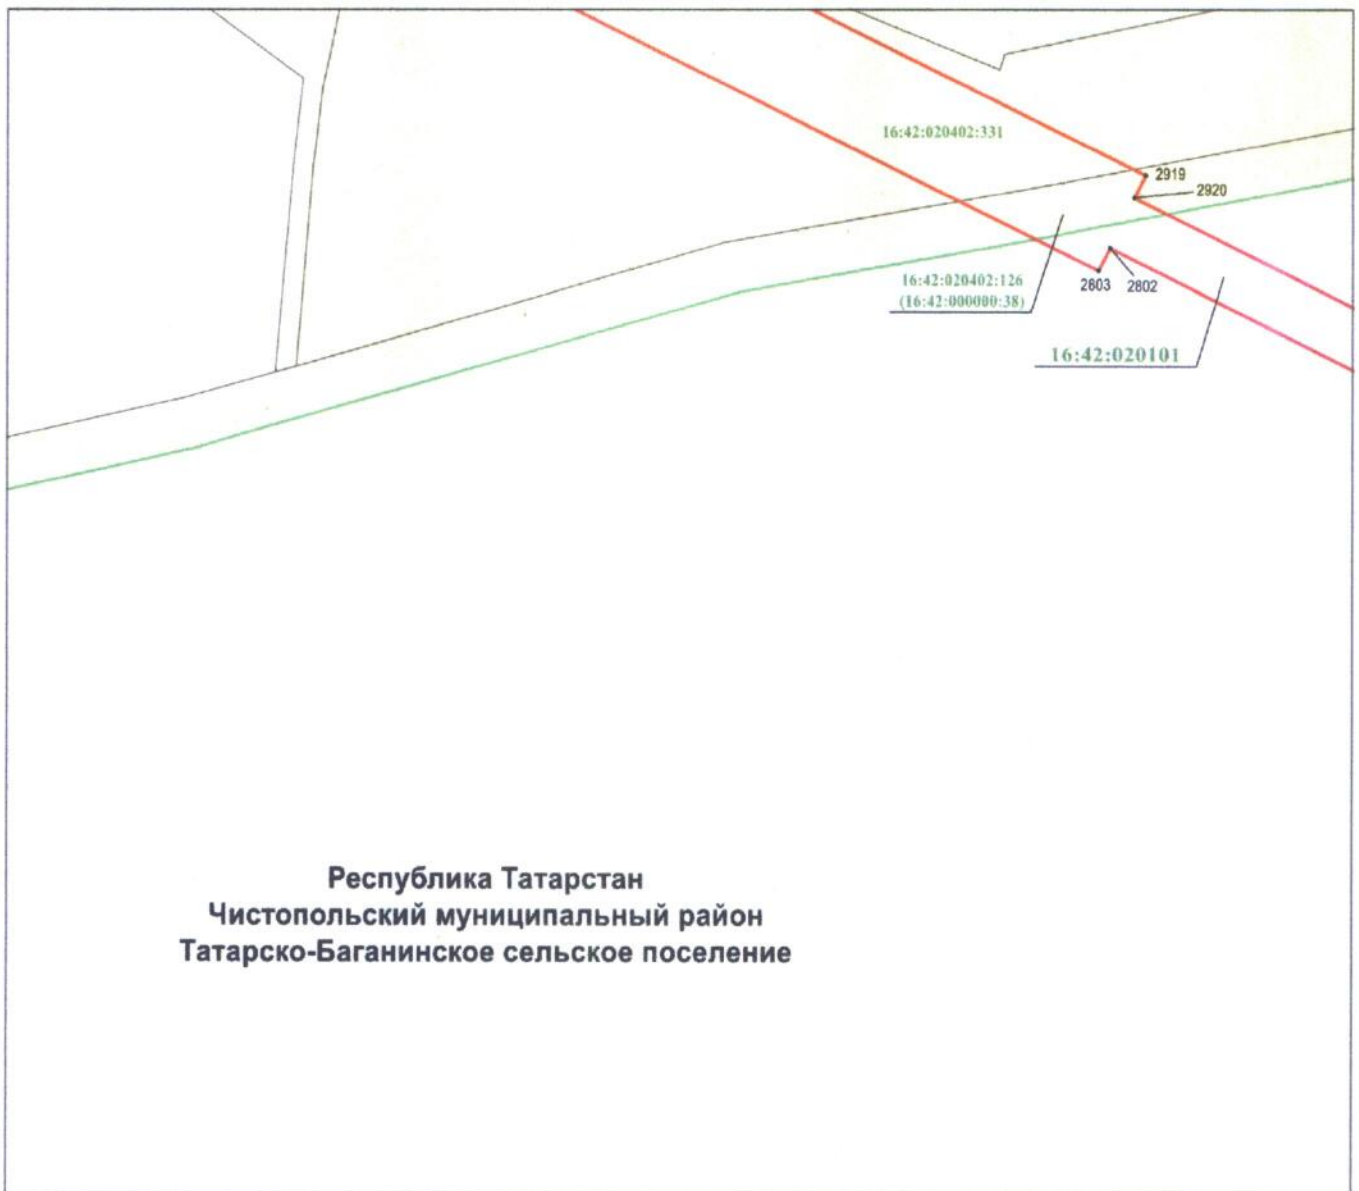 16:42:020402:331
2919
2920
16:42:020402:126
(16:42:000000:38)
2803
2802
16:42:020101
Республика Татарстан
Чистопольский муниципальный район
Татарско-Баганинское сельское поселение